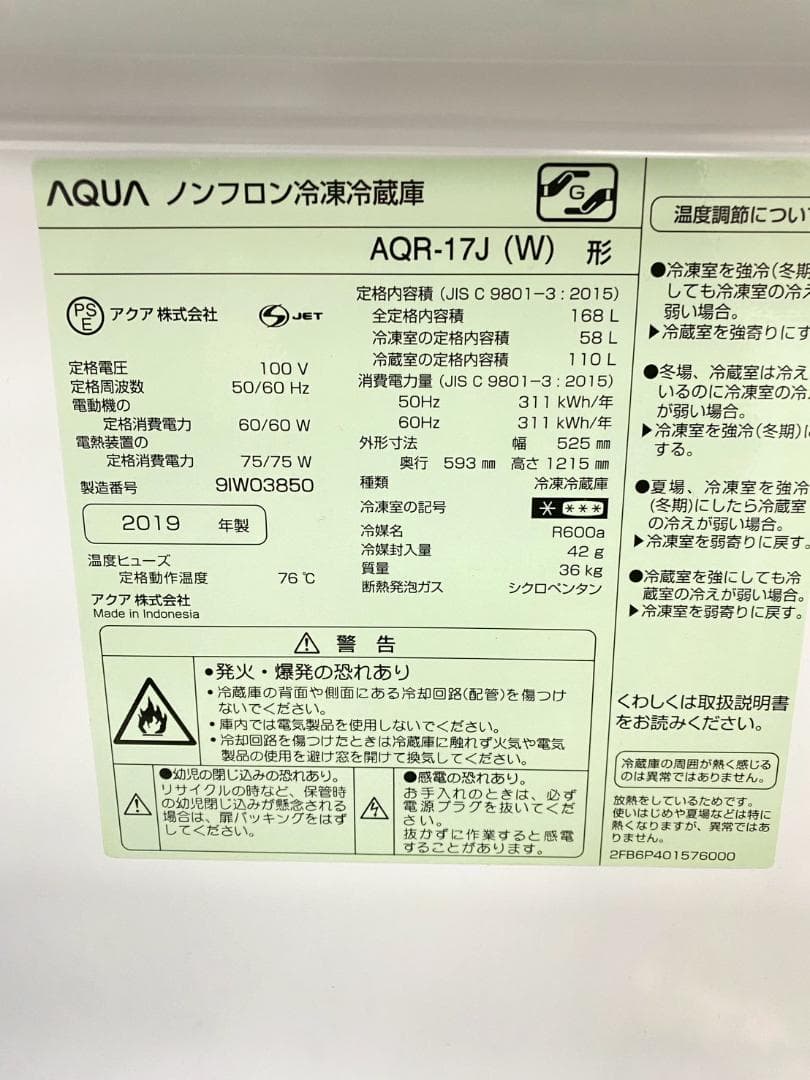 AQUA ノンフロン冷凍冷蔵庫
G
AQR-17J (W) 形
PS
E
アクア 株式会社
S JET
定格電圧 100 V
定格周波数 50/60 Hz
電動機の
定格消費電力 60/60 W
電熱装置の
定格消費電力 75/75 W
製造番号 9IW03850
2019 年製
温度ヒューズ
定格動作温度 76℃
アクア 株式会社
Made in Indonesia
定格内容積 (JIS C 9801-3 : 2015)
全定格内容積 168 L
冷凍室の定格内容積 58 L
冷蔵室の定格内容積 110 L
消費電力量 (JIS C 9801-3 : 2015)
50Hz 311 kWh/年
60Hz 311 kWh/年
外形寸法 幅 525 ㎜
奥行 593 ㎜ 高さ 1215 ㎜
種類 冷凍冷蔵庫
冷凍室の記号 * ***
冷媒名 R600a
冷媒封入量 42 g
質量 36 kg
断熱発泡ガス シクロペンタン
警告
●発火・爆発の恐れあり
・冷蔵庫の背面や側面にある冷却回路(配管)を傷つけ
ないでください。
・庫内では電気製品を使用しないでください。
・冷却回路を傷つけたときは冷蔵庫に触れず火気や電気
製品の使用を避け窓を開けて換気してください。
●幼児の閉じ込みの恐れあり。
リサイクルの時など、保管時
の幼児閉じ込みが懸念される
場合は、扉パッキングをはず
してください。
●感電の恐れあり。
お手入れのときは、必ず
電源プラグを抜いてくだ
さい。
抜かずに作業すると感電
することがあります。
温度調節につい
●冷凍室を強冷(冬期
しても冷凍室の冷え
弱い場合。
▶冷蔵室を強寄りにす
●冬場、冷蔵室は冷え
いるのに冷凍室の冷
が弱い場合。
▶冷凍室を強冷(冬期)に
する。
●夏場、冷凍室を強冷
(冬期)にしたら冷蔵室
の冷えが弱い場合。
▶冷凍室を弱寄りに戻す。
●冷蔵室を強にしても冷
蔵室の冷えが弱い場合。
▶冷凍室を弱寄りに戻す。
くわしくは取扱説明書
をお読みください。
冷蔵庫の周囲が熱く感じる
のは異常ではありません。
放熱をしているためです。
使いはじめや夏場などは特に
熱くなりますが、異常ではあ
りません。
2FB6P401576000